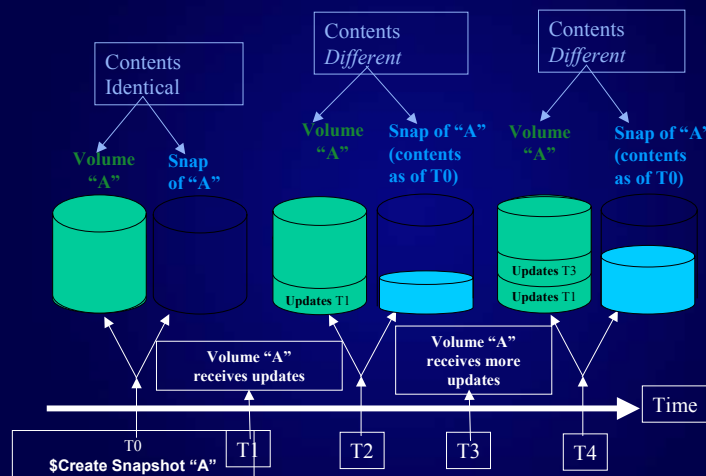 Contents
Identical
Contents
Different
Contents
Different
Volume
“A”
Snap
of “A”
Volume
“A”
Snap of “A”
(contents
as of T0)
Volume
“A”
Snap of “A”
(contents
as of T0)
Updates T1
Updates T3
Updates T1
Volume “A”
receives updates
Volume “A”
receives more
updates
Time
T0
$Create Snapshot “A”
T1
T2
T3
T4